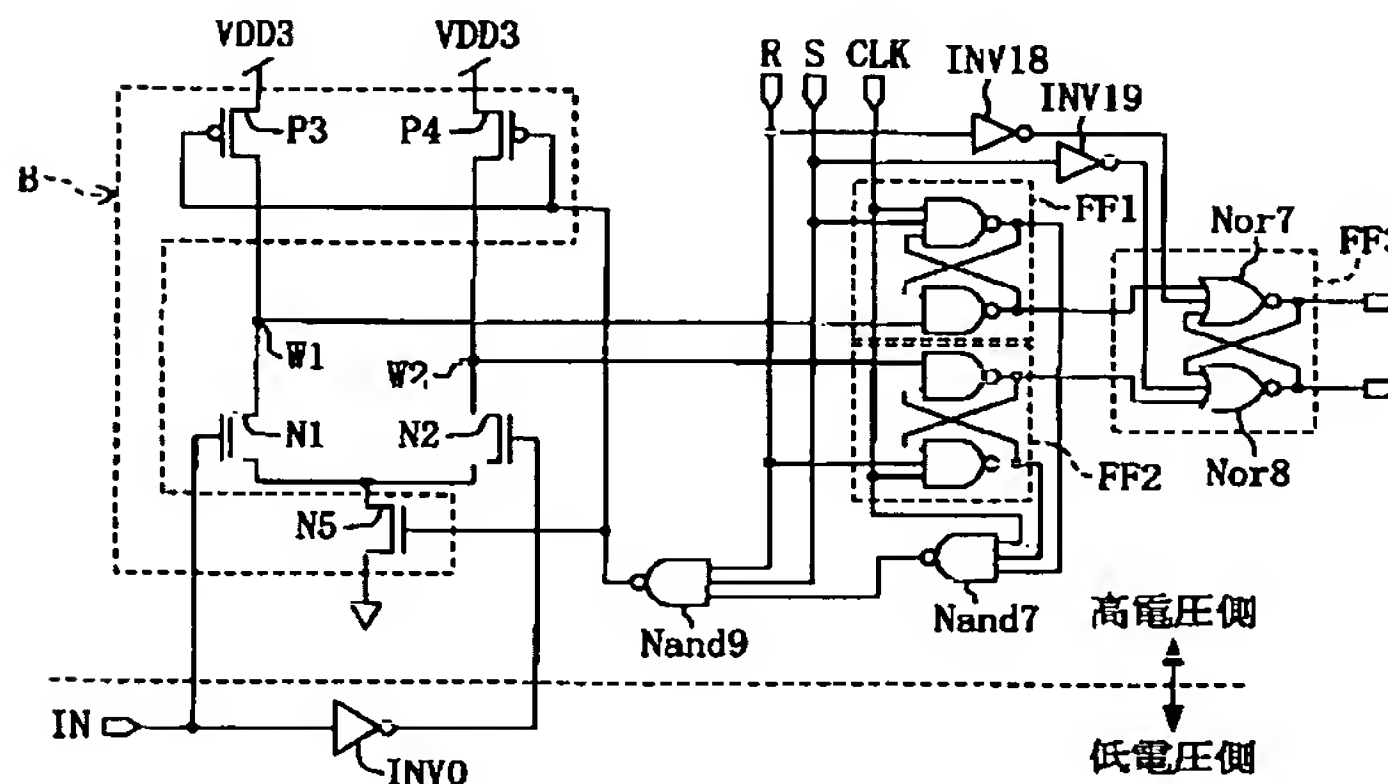 VDD3 VDD3
R S CLK INV18
INV19
P3 P4
B
FF1
Nor7
W1
W2
N1 N2
FF2
Nor8
N5
Nand9
Nand7
高電圧側
IN
INV0
低電圧側